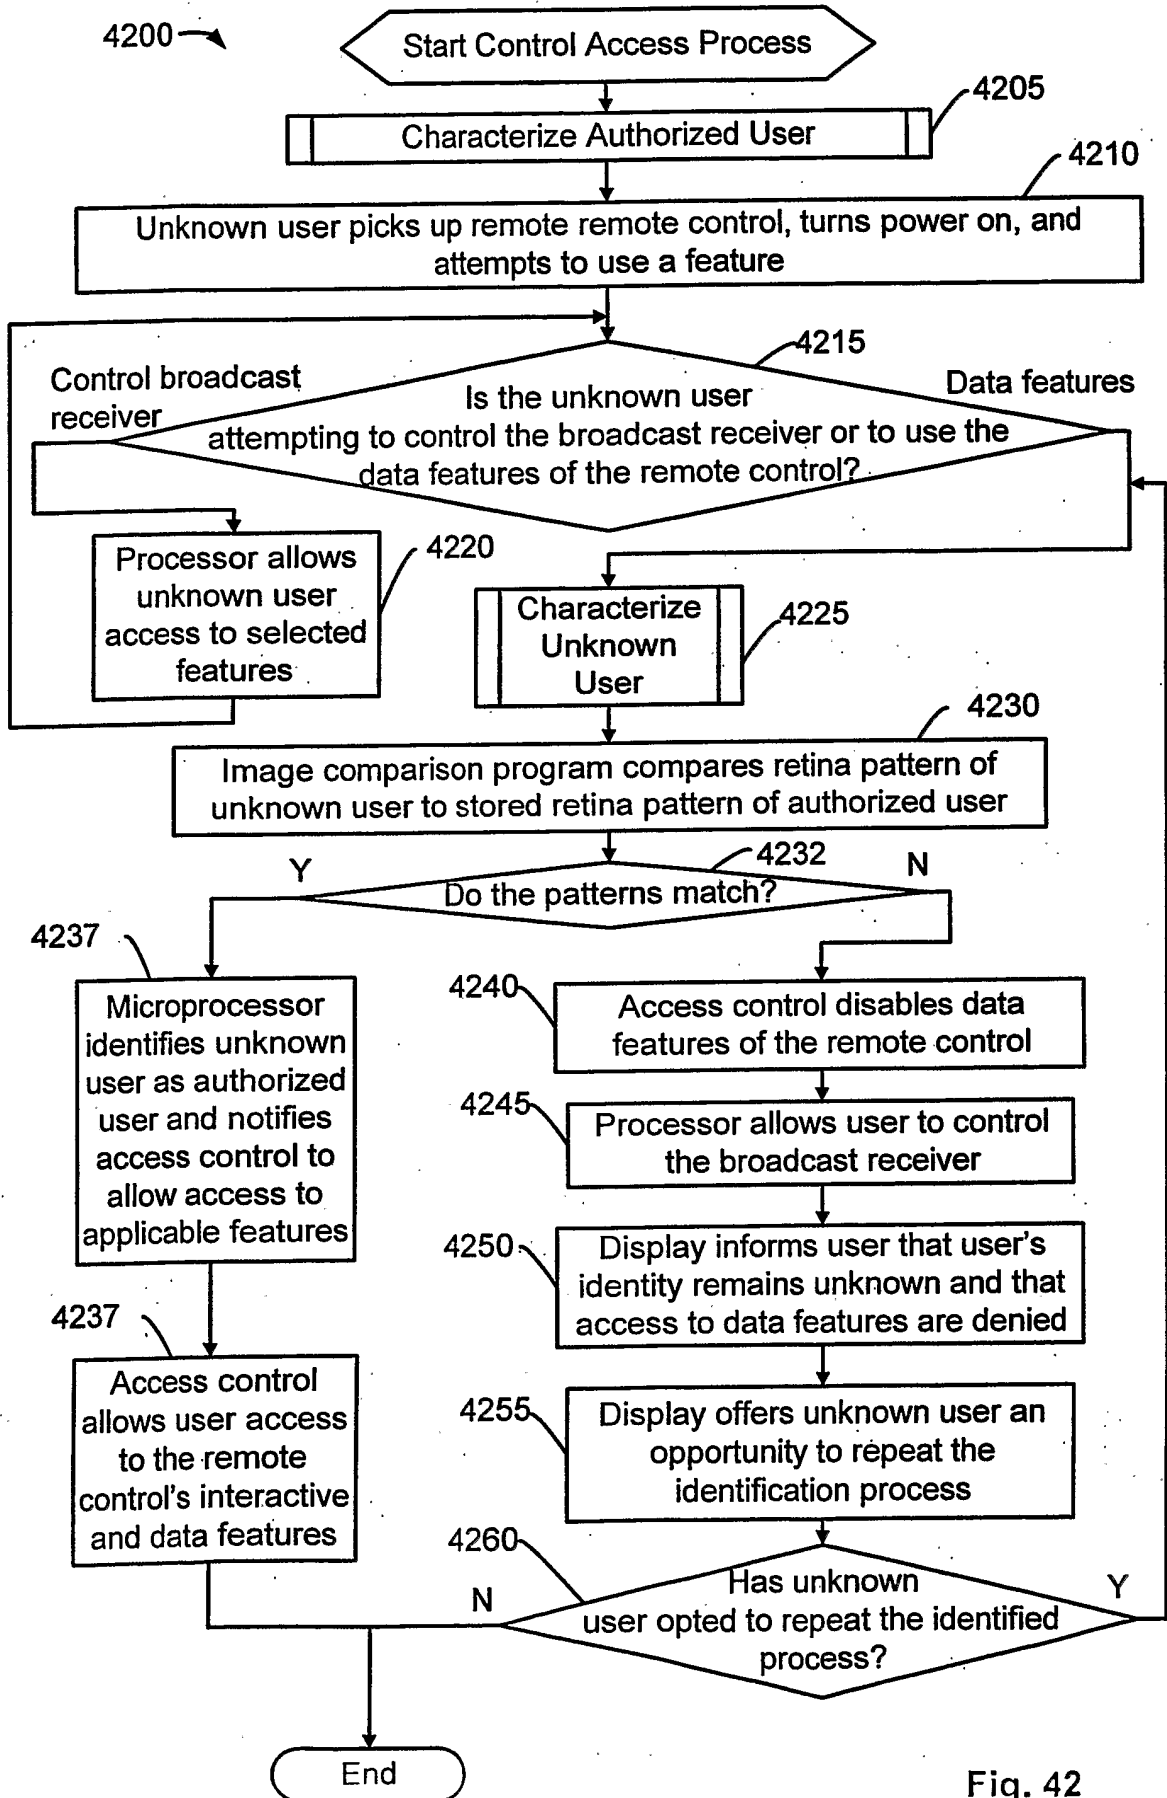 4200
Start Control Access Process
4205
Characterize Authorized User
4210
Unknown user picks up remote remote control, turns power on, and
attempts to use a feature
4215
Control broadcast
receiver
Data features
Is the unknown user
attempting to control the broadcast receiver or to use the
data features of the remote control?
4220
Processor allows
unknown user
access to selected
features
4225
Characterize
Unknown
User
4230
Image comparison program compares retina pattern of
unknown user to stored retina pattern of authorized user
4232
Y
N
Do the patterns match?
4237
Microprocessor
identifies unknown
user as authorized
user and notifies
access control to
allow access to
applicable features
4237
Access control
allows user access
to the remote
control's interactive
and data features
4240
Access control disables data
features of the remote control
4245
Processor allows user to control
the broadcast receiver
4250
Display informs user that user's
identity remains unknown and that
access to data features are denied
4255
Display offers unknown user an
opportunity to repeat the
identification process
4260
N
Y
Has unknown
user opted to repeat the identified
process?
End
Fig. 42